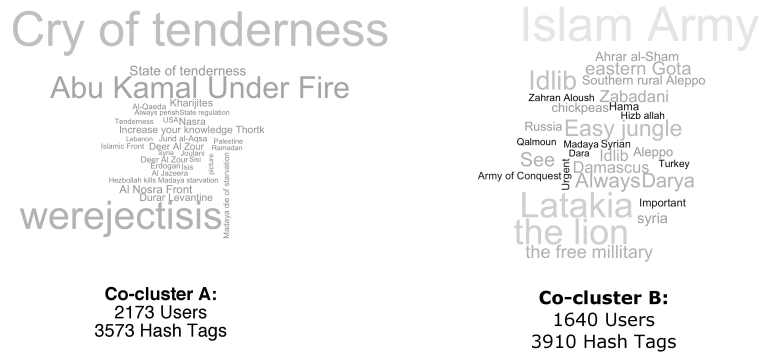 Cry of tenderness
State of tenderness
Abu Kamal Under Fire
Al-Qaeda Kharijites
Always perish State regulation
Tenderness USA Nasra
Increase your knowledge Thortk
Lebanon Jund al-Aqsa Palestine
Islamic Front Deer Al Zour Ramadan
Syria Joulani
Deer Al Zour Sisi picture
Erdogan Isis
Al Jazeera
Hezbollah kills Madaya starvation
Al Nosra Front
Durar Levantine
Madaya die of starvation
werejectisis
Co-cluster A:
2173 Users
3573 Hash Tags
Islam Army
Ahrar al-Sham
eastern Gota
Idlib Southern rural Aleppo
Zahran Aloush Zabadani
chickpeas Hama
Hizb allah
Russia Easy jungle
Qalmoun Madaya Syrian
See Dara Idlib Aleppo
Urgent Damascus Turkey
Army of Conquest AlwaysDarya
Latakia Important
syria
the lion
the free millitary
Co-cluster B:
1640 Users
3910 Hash Tags